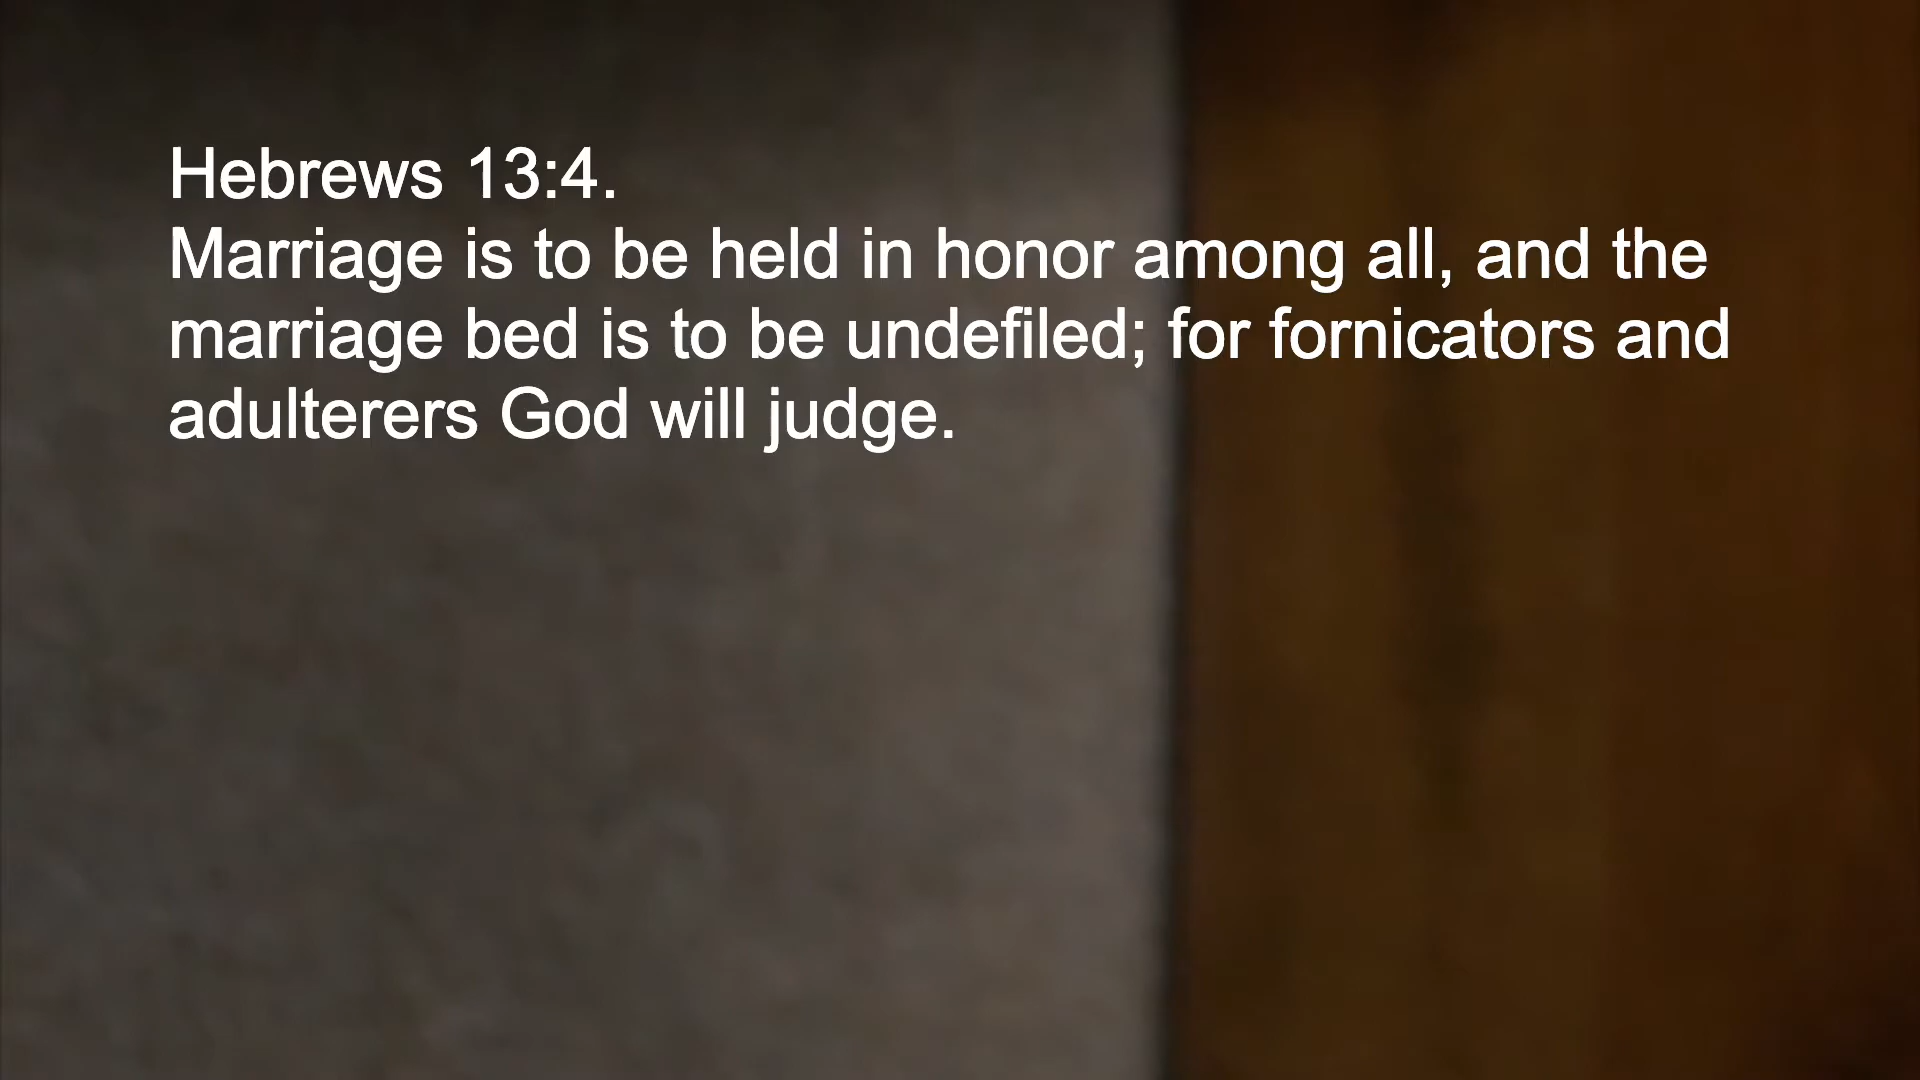 Hebrews 13:4.
Marriage is to be held in honor among all, and the
marriage bed is to be undefiled; for fornicators and
adulterers God will judge.